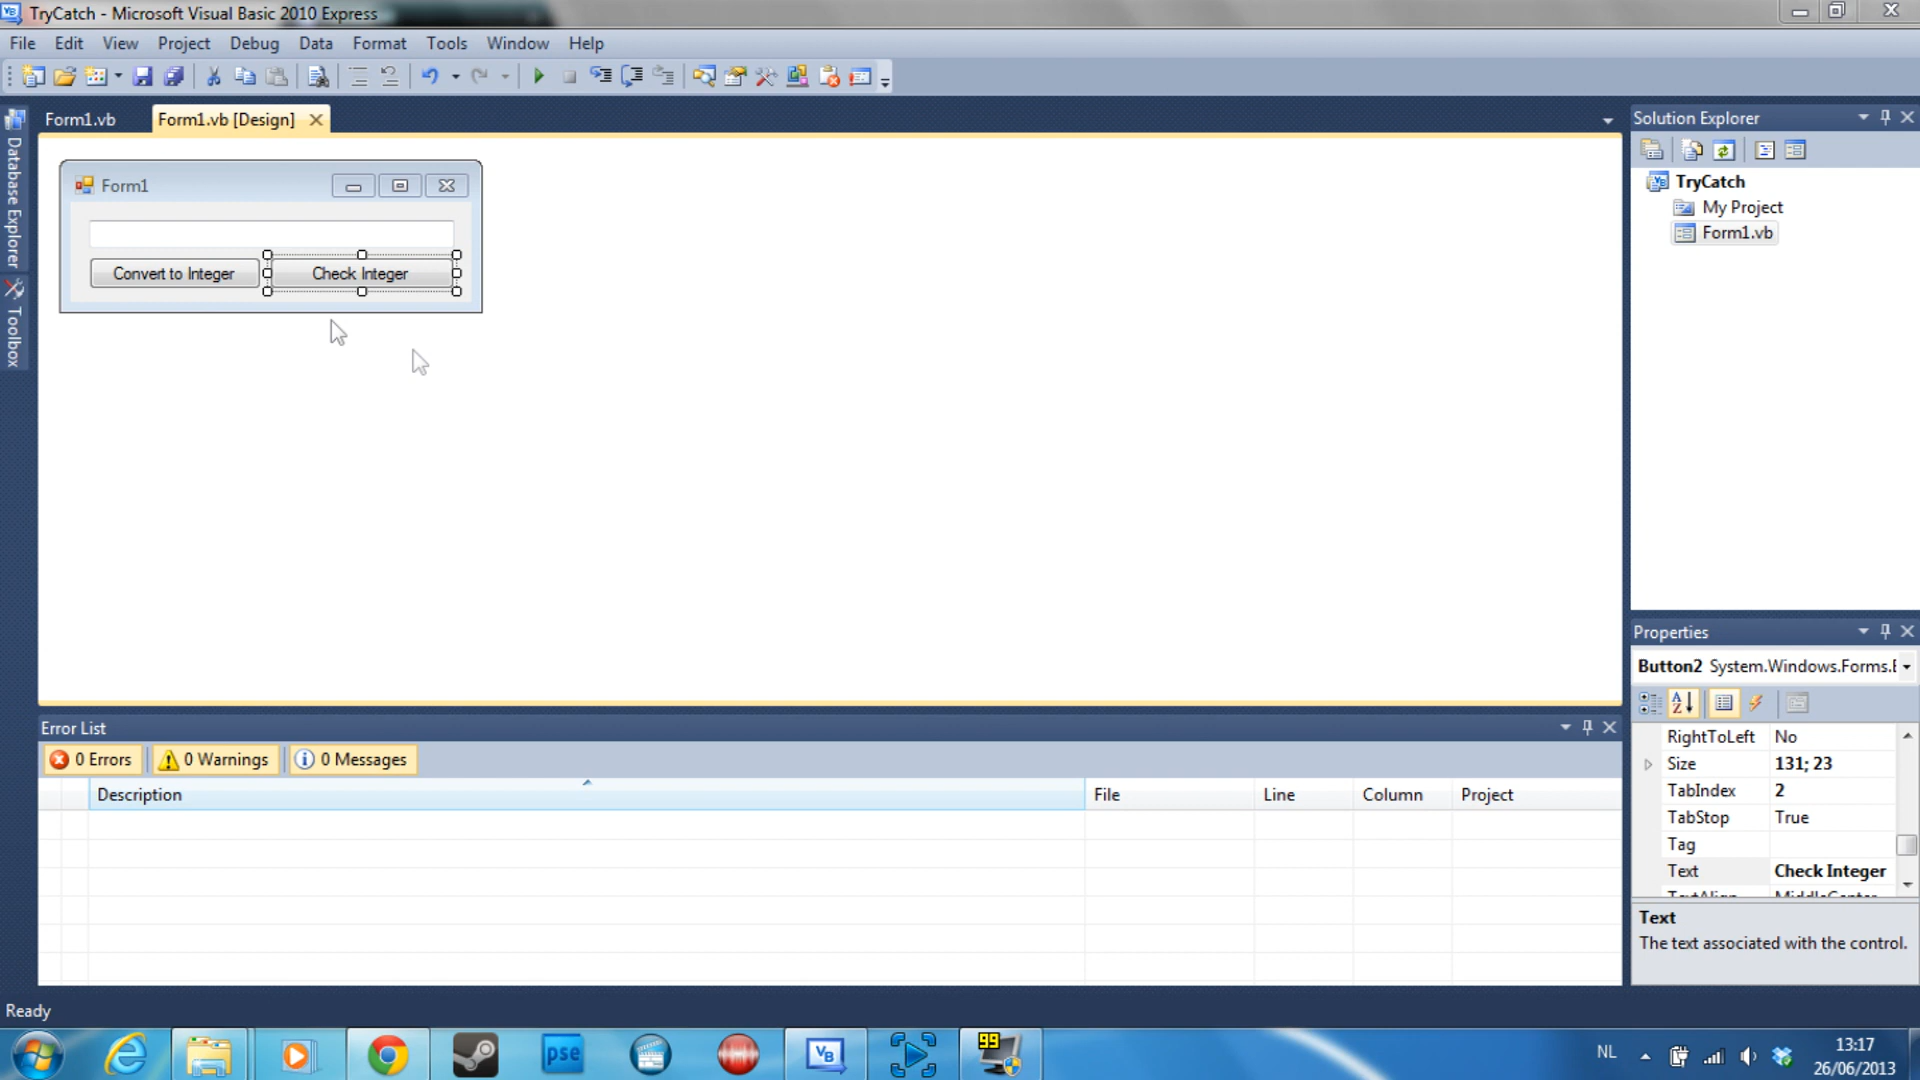 TryCatch - Microsoft Visual Basic 2010 Express
File Edit View Project Debug Data Format Tools Window Help
Form1.vb Form1.vb [Design]
Database Explorer
Toolbox
Form1
Convert to Integer Check Integer
Solution Explorer
TryCatch
My Project
Form1.vb
Properties
Button2 System.Windows.Forms.
RightToLeft No
Size 131; 23
TabIndex 2
TabStop True
Tag
Text Check Integer
TextAlign MiddleCenter
Text
The text associated with the control.
Error List
0 Errors 0 Warnings 0 Messages
Description File Line Column Project
Ready
pse VB 99 NL 13:17
26/06/2013